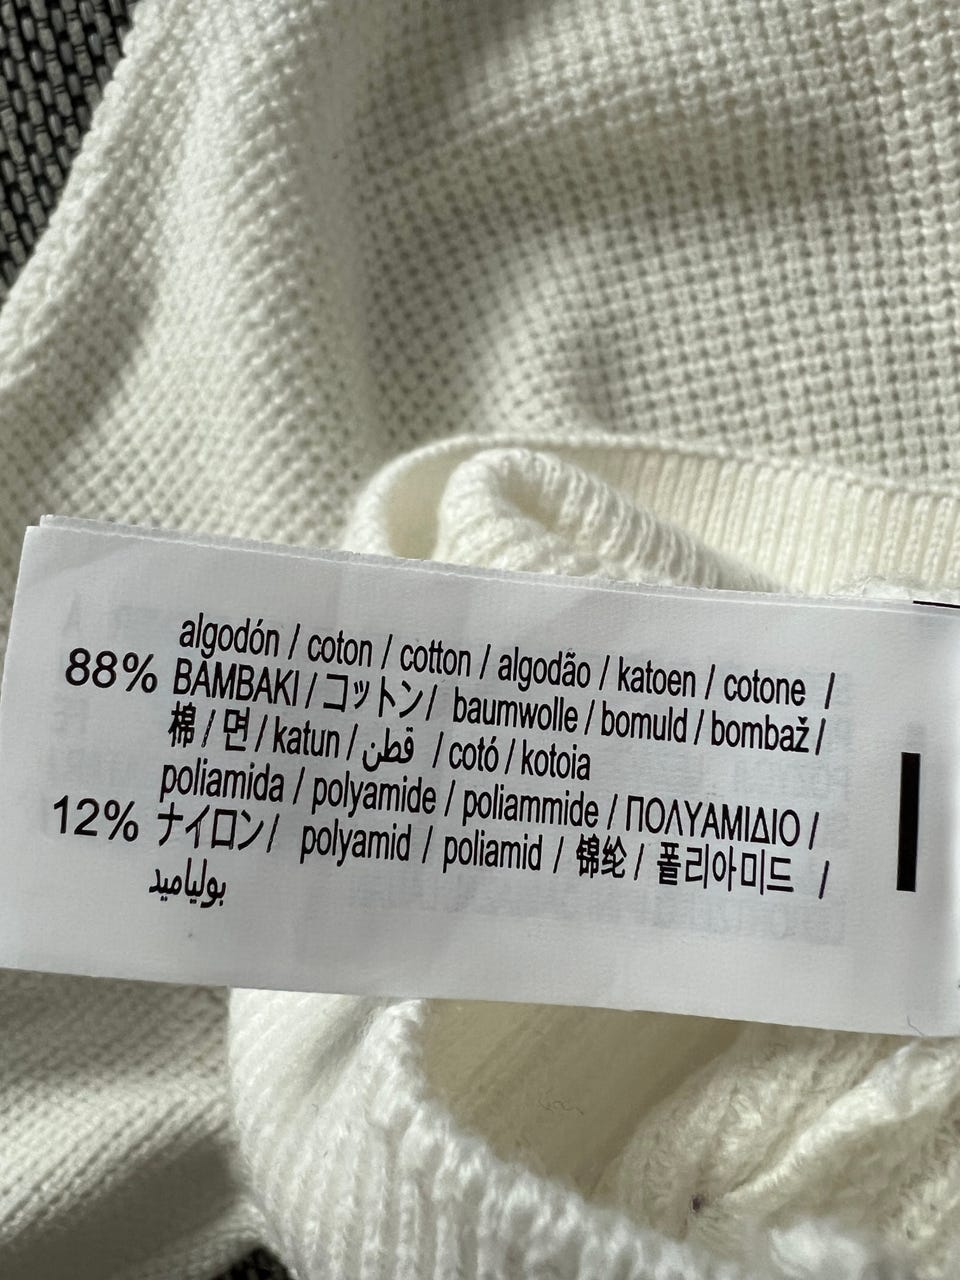 88% algodón / coton / cotton / algodão / katoen / cotone /
BAMBAKI / コットン / baumwolle / bomuld / bombaž /
棉 / 면 / katun / قطن / cotó / kotoia
12% poliamida / polyamide / poliammide / ΠΟΛΥΑΜΙΔΙΟ /
ナイロン / polyamid / poliamid / 锦纶 / 폴리아미드 /
بولياميد